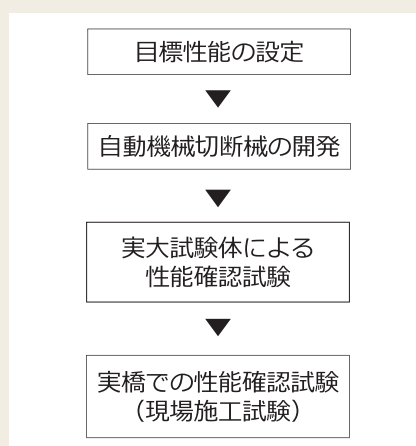 目標性能の設定
▼
自動機械切断械の開発
▼
実大試験体による
性能確認試験
▼
実橋での性能確認試験
（現場施工試験）